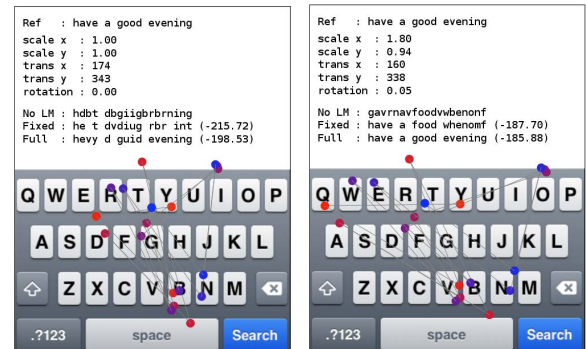 Ref : have a good evening
scale x : 1.00
scale y : 1.00
trans x : 174
trans y : 343
rotation : 0.00
No LM : hdbt dbgiigbrbrning
Fixed : he t dvdiug rbr int (-215.72)
Full : hevy d guid evening (-198.53)
Q W E R T Y U I O P
A S D F G H J K L
Z X C V B N M
.?123 space Search
Ref : have a good evening
scale x : 1.80
scale y : 0.94
trans x : 160
trans y : 338
rotation : 0.05
No LM : gavrnavfoodvwbenonf
Fixed : have a food whenomf (-187.70)
Full : have a good evening (-185.88)
Q W E R T Y U I O P
A S D F G H J K L
Z X C V B N M
.?123 space Search